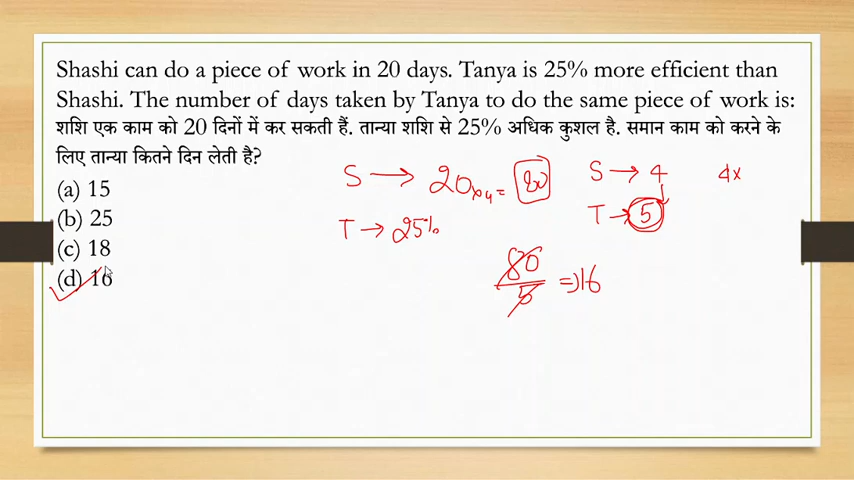 Shashi can do a piece of work in 20 days. Tanya is 25% more efficient than
Shashi. The number of days taken by Tanya to do the same piece of work is:
शशि एक काम को 20 दिनों में कर सकती हैं. तान्या शशि से 25% अधिक कुशल है. समान काम को करने के
लिए तान्या कितने दिन लेती है?
(a) 15
(b) 25
(c) 18
(d) 16
S → 20x4 = 80
T → 25%
S → 4
T → 5
4x
80/5 ⇒ 16